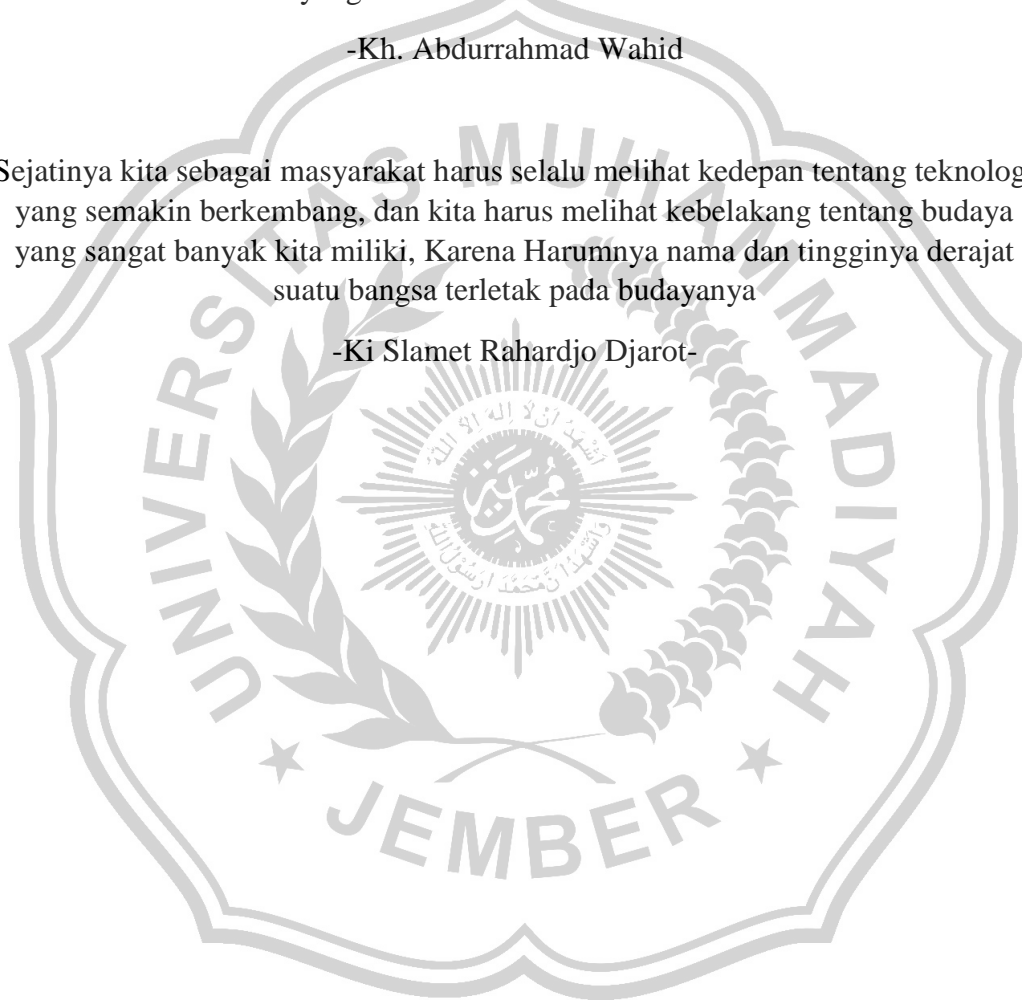 yang
-Kh. Abdurrahmad Wahid
Sejatinya kita sebagai masyarakat harus selalu melihat kedepan tentang teknolog
yang semakin berkembang, dan kita harus melihat kebelakang tentang budaya
yang sangat banyak kita miliki, Karena Harumnya nama dan tingginya derajat
suatu bangsa terletak pada budayanya
-Ki Slamet Rahardjo Djarot-
UNIVERSITAS MUHAMMADIYAH
JEMBER